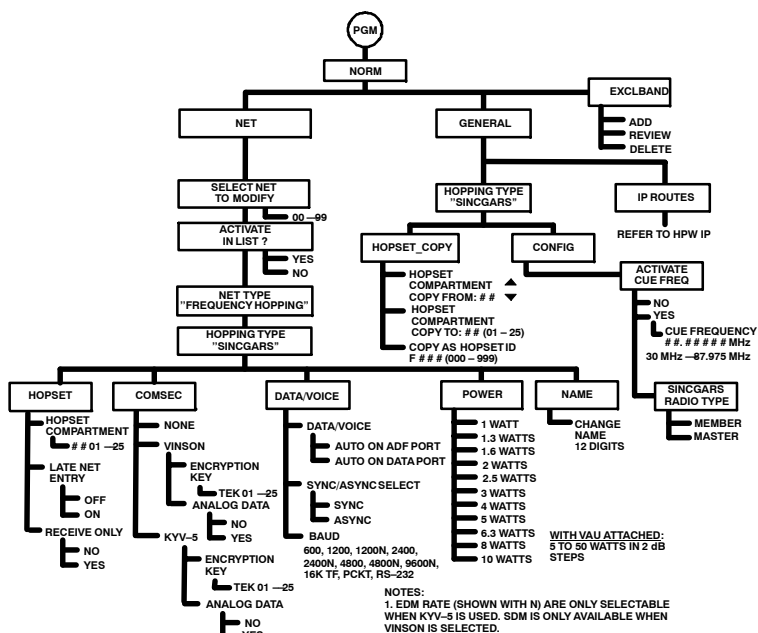 PGM
NORM
EXCLBAND
ADD
REVIEW
DELETE
NET
GENERAL
SELECT NET
TO MODIFY
00 —99
ACTIVATE
IN LIST ?
YES
NO
NET TYPE
"FREQUENCY HOPPING"
HOPPING TYPE
"SINCGARS"
HOPPING TYPE
"SINCGARS"
IP ROUTES
REFER TO HPW IP
HOPSET_COPY
HOPSET
COMPARTMENT
COPY FROM: # #
HOPSET
COMPARTMENT
COPY TO: # # (01 – 25)
COPY AS HOPSET ID
F # # # (000 – 999)
CONFIG
ACTIVATE
CUE FREQ
NO
YES
CUE FREQUENCY
# #. # # # # # MHz
30 MHz —87.975 MHz
SINCGARS
RADIO TYPE
MEMBER
MASTER
HOPSET
HOPSET
COMPARTMENT
# # 01 —25
LATE NET
ENTRY
OFF
ON
RECEIVE ONLY
NO
YES
COMSEC
NONE
VINSON
ENCRYPTION
KEY
TEK 01 —25
ANALOG DATA
NO
YES
KYV–5
ENCRYPTION
KEY
TEK 01 —25
ANALOG DATA
NO
YES
DATA/VOICE
DATA/VOICE
AUTO ON ADF PORT
AUTO ON DATA PORT
SYNC/ASYNC SELECT
SYNC
ASYNC
BAUD
600, 1200, 1200N, 2400,
2400N, 4800, 4800N, 9600N,
16K TF, PCKT, RS–232
POWER
1 WATT
1.3 WATTS
1.6 WATTS
2 WATTS
2.5 WATTS
3 WATTS
4 WATTS
5 WATTS
6.3 WATTS
8 WATTS
10 WATTS
NAME
CHANGE
NAME
12 DIGITS
WITH VAU ATTACHED:
5 TO 50 WATTS IN 2 dB
STEPS
NOTES:
1. EDM RATE (SHOWN WITH N) ARE ONLY SELECTABLE
WHEN KYV–5 IS USED. SDM IS ONLY AVAILABLE WHEN
VINSON IS SELECTED.